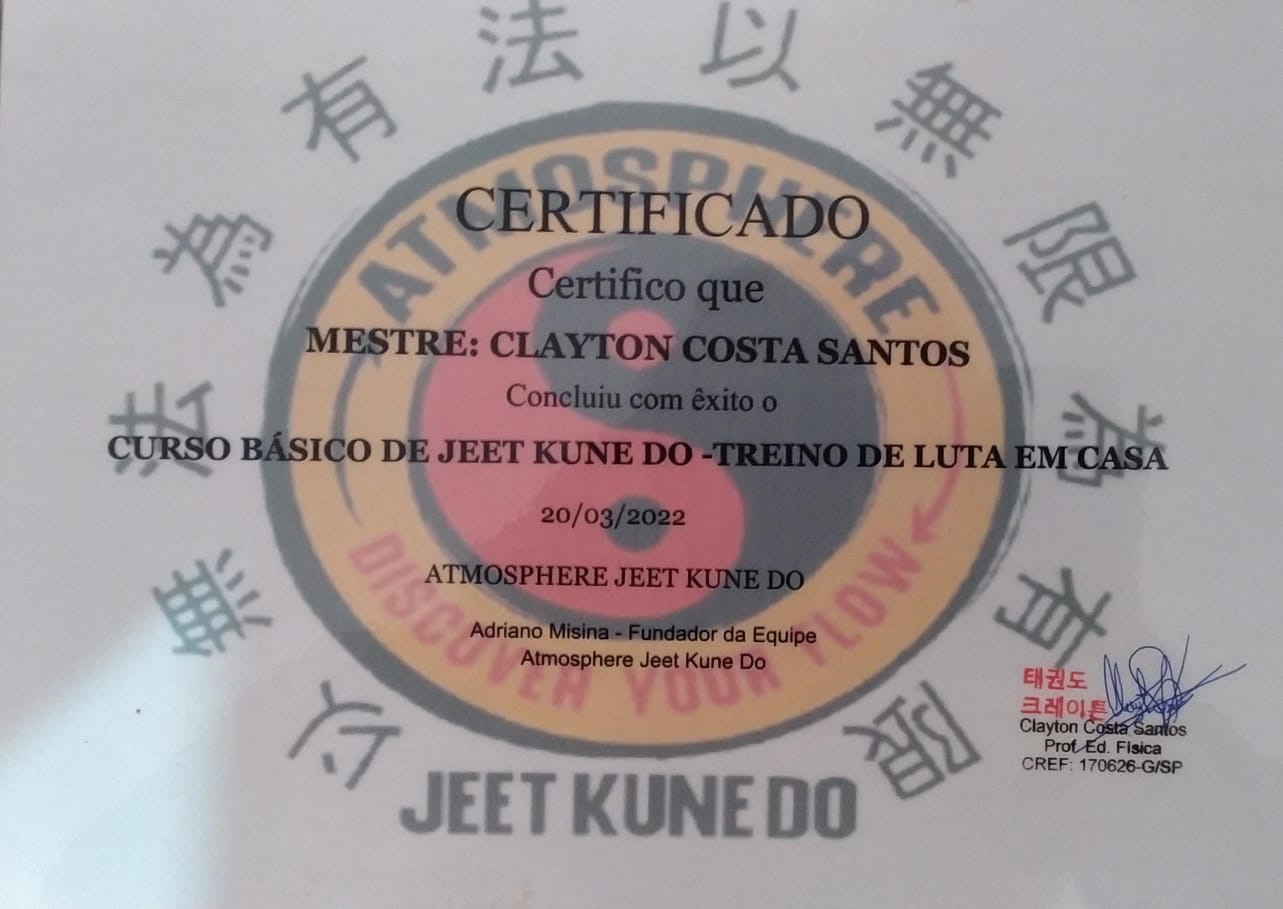 以無法為有法以無限為有限
ATMOSPHERE
CERTIFICADO
Certifico que
MESTRE: CLAYTON COSTA SANTOS
Concluiu com êxito o
CURSO BÁSICO DE JEET KUNE DO -TREINO DE LUTA EM CASA
20/03/2022
ATMOSPHERE JEET KUNE DO
Adriano Misina - Fundador da Equipe
Atmosphere Jeet Kune Do
DISCOVER YOUR FLOW
JEET KUNE DO
태권도
크레이튼
Clayton Costa Santos
Prof. Ed. Física
CREF: 170626-G/SP